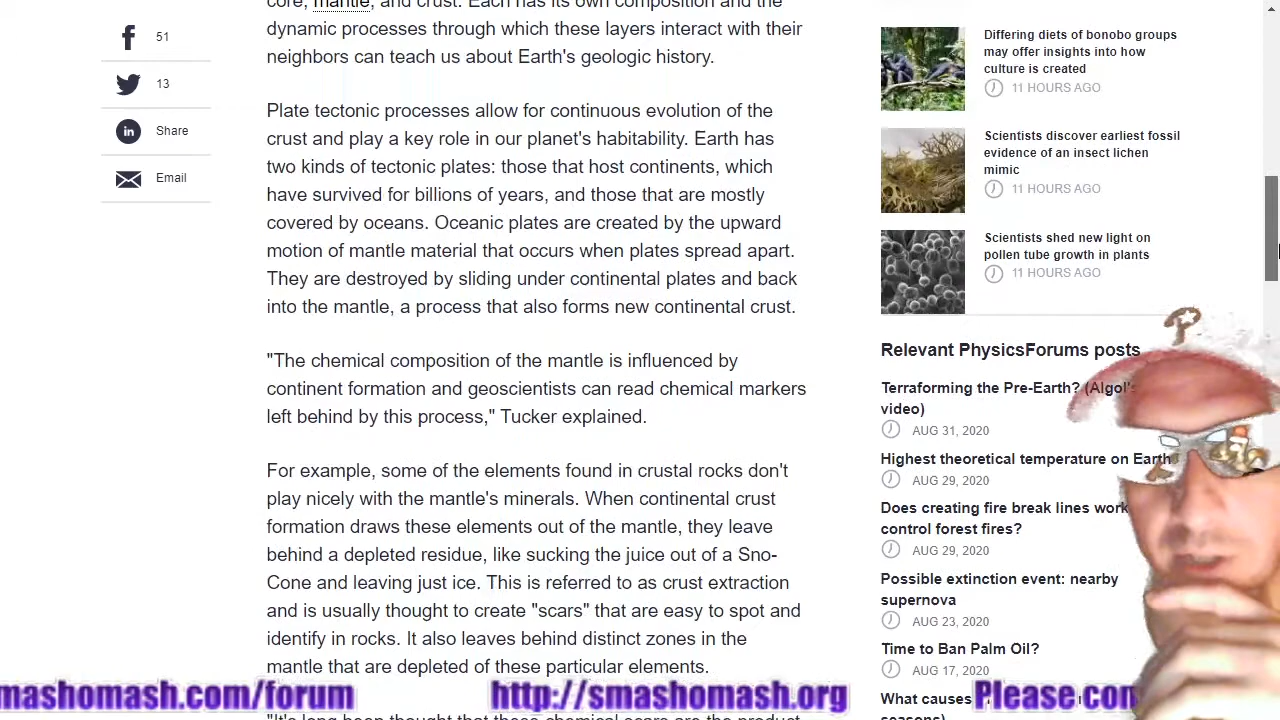 core, mantle, and crust. Each has its own composition and the
dynamic processes through which these layers interact with their
neighbors can teach us about Earth's geologic history.
Plate tectonic processes allow for continuous evolution of the
crust and play a key role in our planet's habitability. Earth has
two kinds of tectonic plates: those that host continents, which
have survived for billions of years, and those that are mostly
covered by oceans. Oceanic plates are created by the upward
motion of mantle material that occurs when plates spread apart.
They are destroyed by sliding under continental plates and back
into the mantle, a process that also forms new continental crust.
"The chemical composition of the mantle is influenced by
continent formation and geoscientists can read chemical markers
left behind by this process," Tucker explained.
For example, some of the elements found in crustal rocks don't
play nicely with the mantle's minerals. When continental crust
formation draws these elements out of the mantle, they leave
behind a depleted residue, like sucking the juice out of a Sno-
Cone and leaving just ice. This is referred to as crust extraction
and is usually thought to create "scars" that are easy to spot and
identify in rocks. It also leaves behind distinct zones in the
mantle that are depleted of these particular elements.
"It's long been thought that these chemical scars are the product
51
13
Share
Email
Differing diets of bonobo groups
may offer insights into how
culture is created
11 HOURS AGO
Scientists discover earliest fossil
evidence of an insect lichen
mimic
11 HOURS AGO
Scientists shed new light on
pollen tube growth in plants
11 HOURS AGO
Relevant PhysicsForums posts
Terraforming the Pre-Earth? (Algol's
video)
AUG 31, 2020
Highest theoretical temperature on Earth
AUG 29, 2020
Does creating fire break lines work
control forest fires?
AUG 29, 2020
Possible extinction event: nearby
supernova
AUG 23, 2020
Time to Ban Palm Oil?
AUG 17, 2020
What causes
seasons)
mashomash.com/forum http://smashomash.org Please con